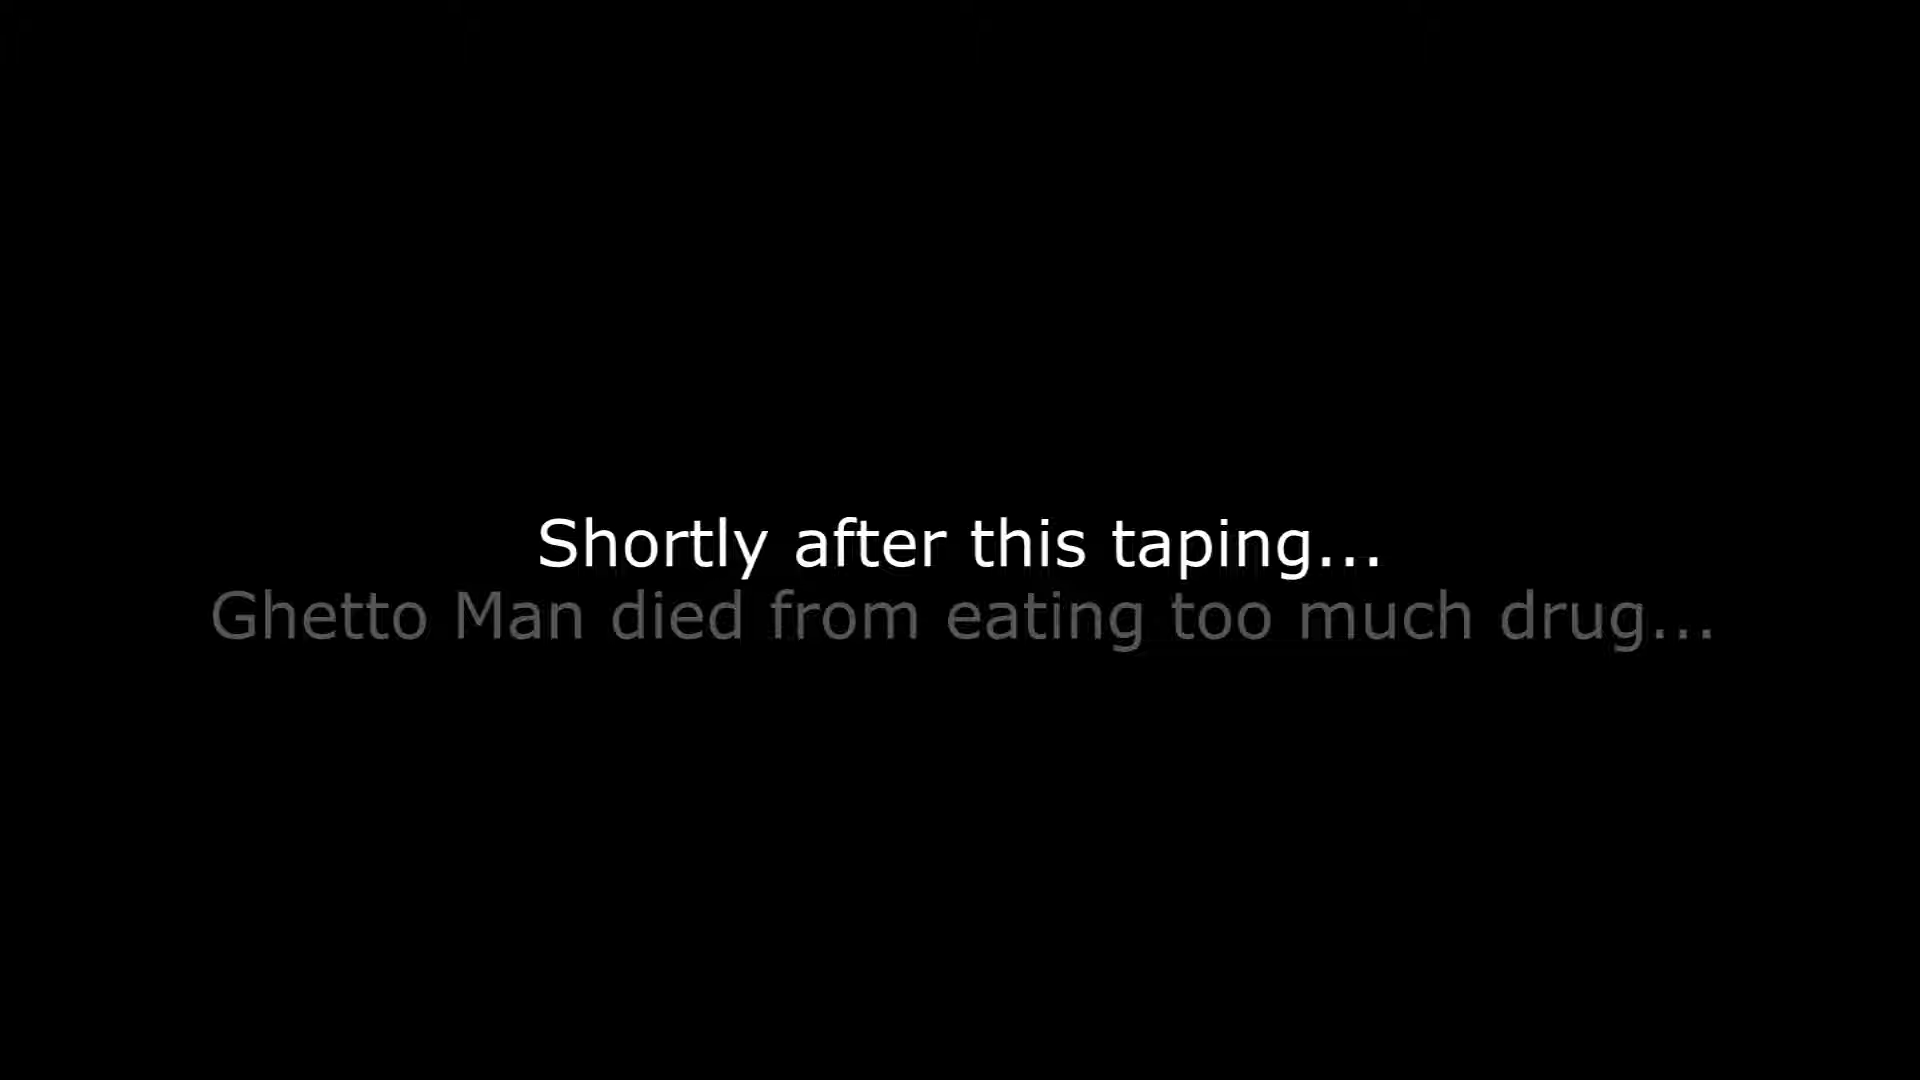 Shortly after this taping...
Ghetto Man died from eating too much drug...